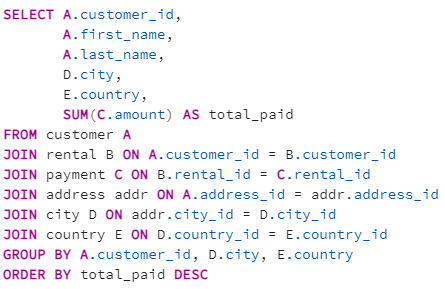 SELECT A.customer_id,
A.first_name,
A.last_name,
D.city,
E.country,
SUM(C.amount) AS total_paid
FROM customer A
JOIN rental B ON A.customer_id = B.customer_id
JOIN payment C ON B.rental_id = C.rental_id
JOIN address addr ON A.address_id = addr.address_id
JOIN city D ON addr.city_id = D.city_id
JOIN country E ON D.country_id = E.country_id
GROUP BY A.customer_id, D.city, E.country
ORDER BY total_paid DESC